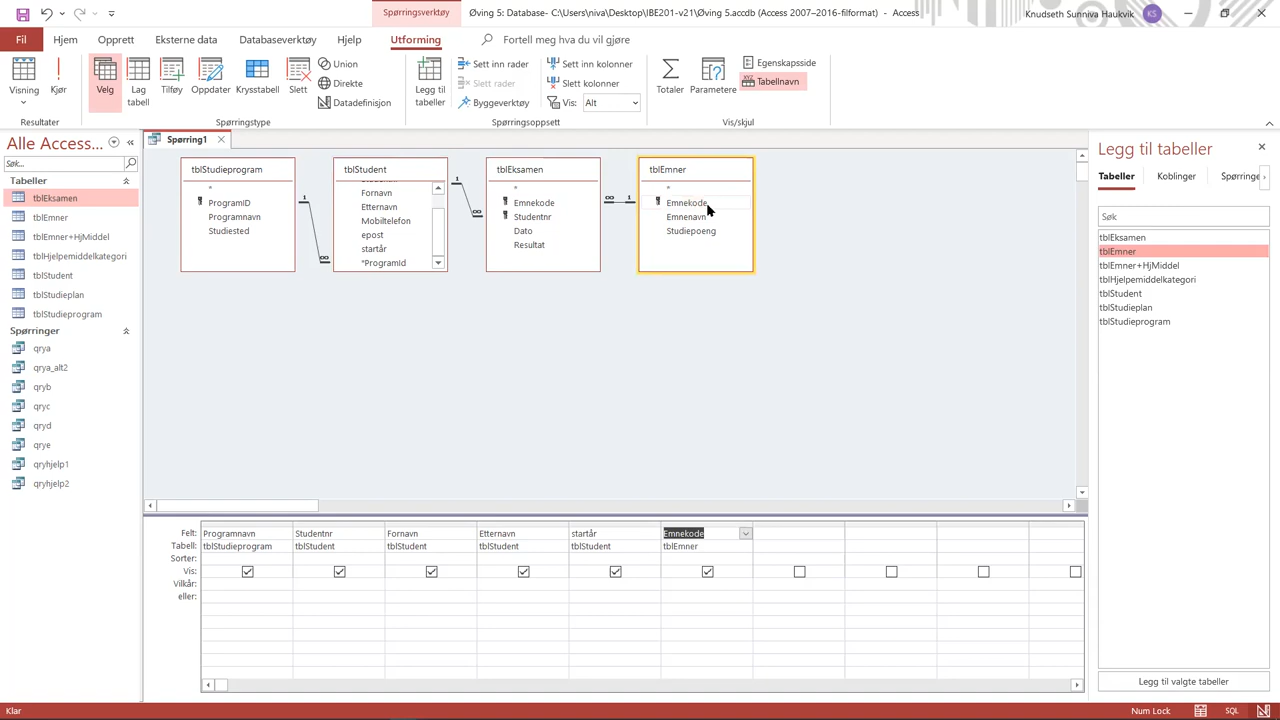 Spørringsverktøy
Øving 5: Database- C:\Users\niva\Desktop\IBE201-v21\Øving 5.accdb (Access 2007–2016-filformat) - Access
Knudseth Sunniva Haukvik
KS
Fil
Hjem
Opprett
Eksterne data
Databaseverktøy
Hjelp
Utforming
Fortell meg hva du vil gjøre
Visning
Kjør
Velg
Lag tabell
Tilføy
Oppdater
Krysstabell
Slett
Union
Direkte
Datadefinisjon
Legg til tabeller
Sett inn rader
Slett rader
Byggeverktøy
Sett inn kolonner
Slett kolonner
Vis: Alt
Totaler
Parametere
Egenskapsside
Tabellnavn
Resultater
Spørringstype
Spørringsoppsett
Vis/skjul
Alle Access...
Søk...
Tabeller
tblEksamen
tblEmner
tblEmner+HjMiddel
tblHjelpemiddelkategori
tblStudent
tblStudieplan
tblStudieprogram
Spørringer
qrya
qrya_alt2
qryb
qryc
qryd
qrye
qryhjelp1
qryhjelp2
Spørring1
tblStudieprogram
*
ProgramID
Programnavn
Studiested
1
∞
tblStudent
Fornavn
Etternavn
Mobiltelefon
epost
startår
*ProgramId
1
∞
tblEksamen
*
Emnekode
Studentnr
Dato
Resultat
∞
1
tblEmner
*
Emnekode
Emnenavn
Studiepoeng
Felt: Programnavn Studentnr Fornavn Etternavn startår Emnekode
Tabell: tblStudieprogram tblStudent tblStudent tblStudent tblStudent tblEmner
Sorter:
Vis:
Vilkår:
eller:
Legg til tabeller
Tabeller
Koblinger
Spørringe
Søk
tblEksamen
tblEmner
tblEmner+HjMiddel
tblHjelpemiddelkategori
tblStudent
tblStudieplan
tblStudieprogram
Legg til valgte tabeller
Klar
Num Lock
SQL